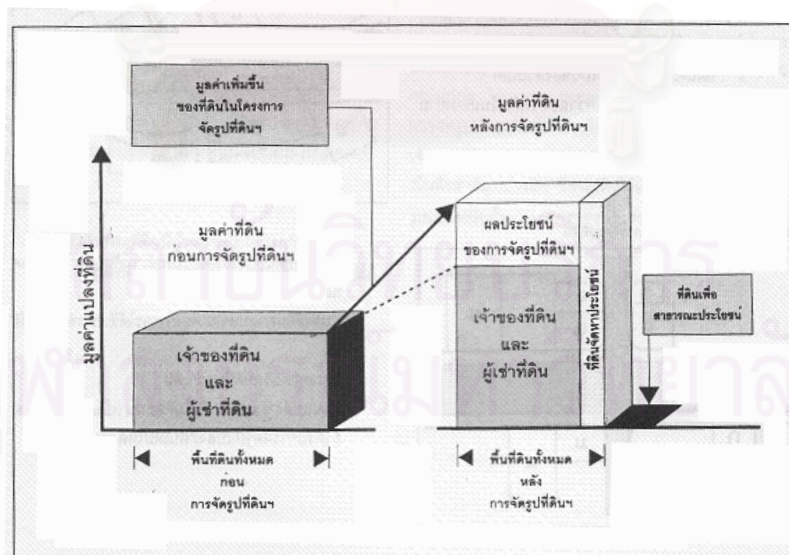 มูลค่าเพิ่มขึ้น
ของที่ดินในโครงการ
จัดรูปที่ดินฯ
มูลค่าที่ดิน
หลังการจัดรูปที่ดินฯ
มูลค่าแปลงที่ดิน
มูลค่าที่ดิน
ก่อนการจัดรูปที่ดินฯ
ผลประโยชน์
ของการจัดรูปที่ดินฯ
ที่ดินจัดหาประโยชน์
ที่ดินเพื่อ
สาธารณะประโยชน์
เจ้าของที่ดิน
และ
ผู้เช่าที่ดิน
เจ้าของที่ดิน
และ
ผู้เช่าที่ดิน
พื้นที่ดินทั้งหมด
ก่อน
การจัดรูปที่ดินฯ
พื้นที่ดินทั้งหมด
หลัง
การจัดรูปที่ดินฯ